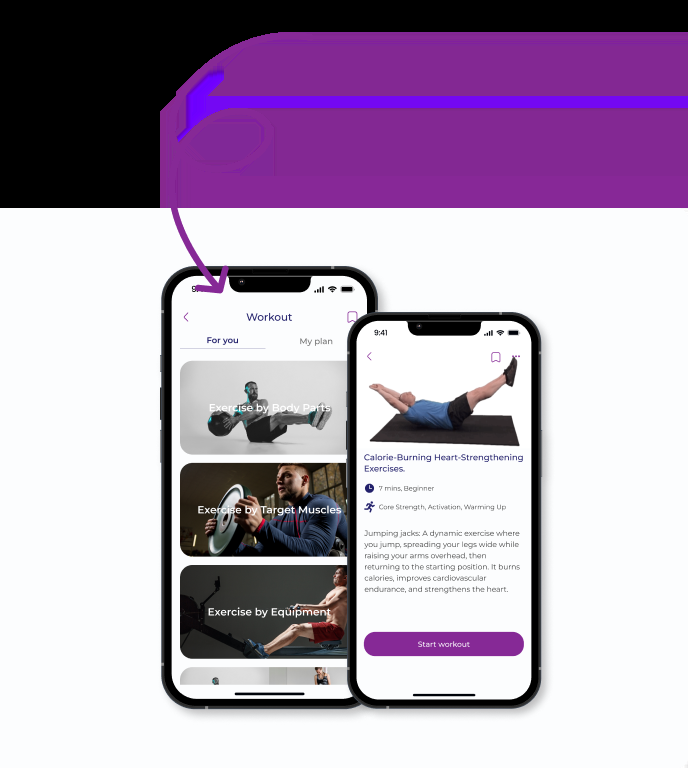 Workout
For you
My plan
Exercise by Body Parts
Exercise by Target Muscles
Exercise by Equipment
9:41
Calorie-Burning Heart-Strengthening
Exercises.
7 mins, Beginner
Core Strength, Activation, Warming Up
Jumping jacks: A dynamic exercise where
you jump, spreading your legs wide while
raising your arms overhead, then
returning to the starting position. It burns
calories, improves cardiovascular
endurance, and strengthens the heart.
Start workout